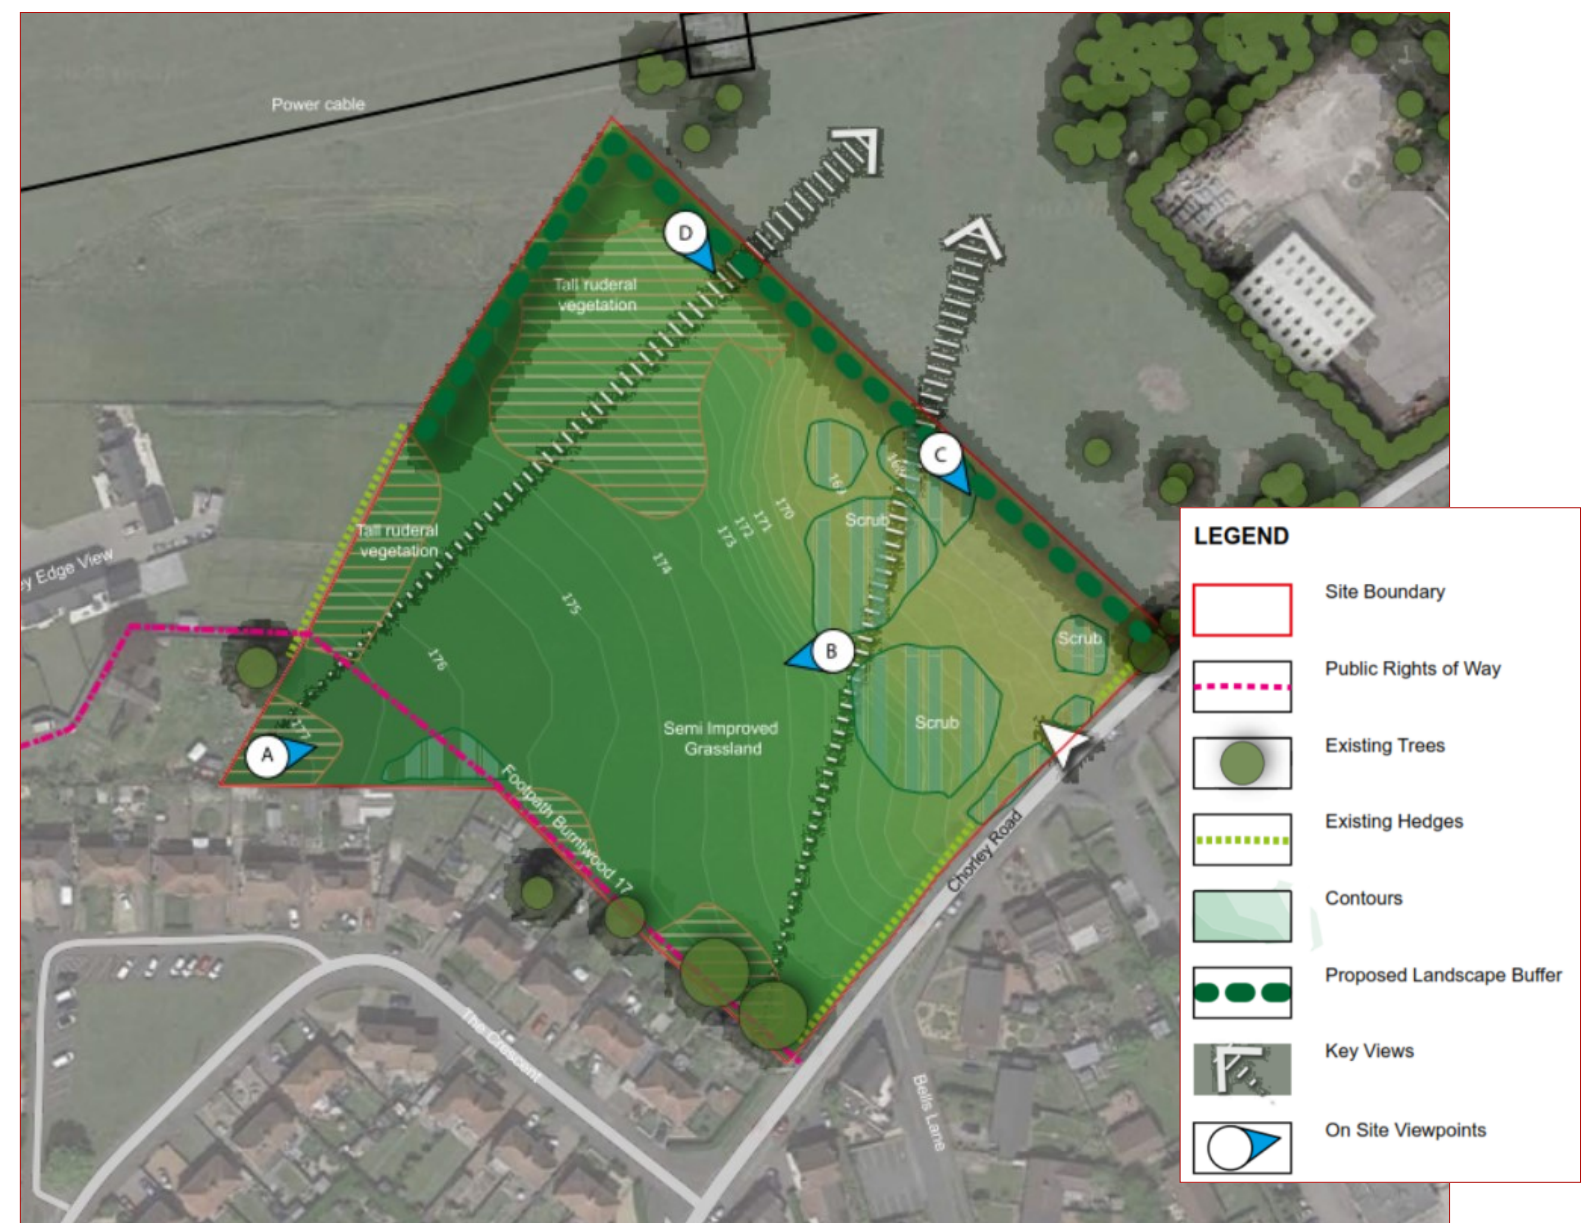 Power cable
D
Tall ruderal
vegetation
C
169
170
171
172
173
174
175
176
177
Scrub
Tall ruderal
vegetation
y Edge View
B
Scrub
Scrub
Semi Improved
Grassland
A
Footpath Burntwood 17
Chorley Road
The Crescent
Bells Lane
LEGEND
Site Boundary
Public Rights of Way
Existing Trees
Existing Hedges
Contours
Proposed Landscape Buffer
Key Views
On Site Viewpoints